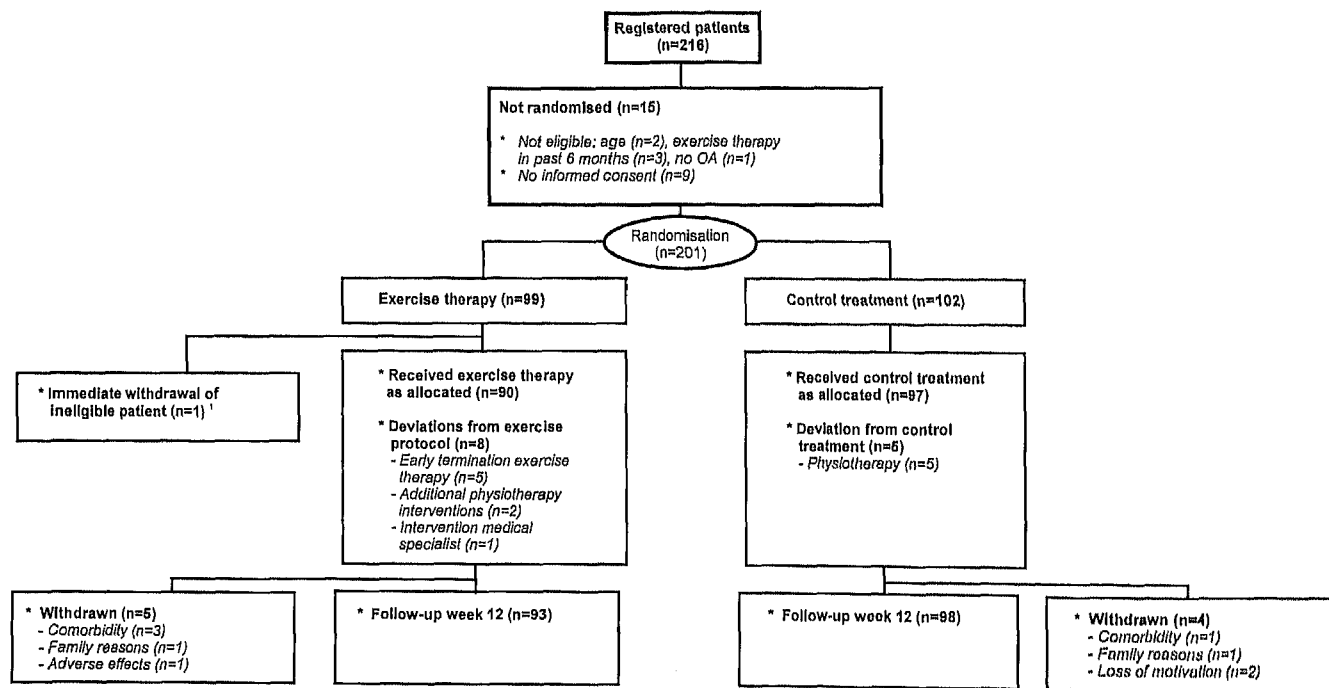 Registered patients
(n=216)
Not randomised (n=15)
* Not eligible: age (n=2), exercise therapy
in past 6 months (n=3), no OA (n=1)
* No informed consent (n=9)
Randomisation
(n=201)
Exercise therapy (n=99)
Control treatment (n=102)
* Immediate withdrawal of
ineligible patient (n=1) 1
* Received exercise therapy
as allocated (n=90)
* Deviations from exercise
protocol (n=8)
- Early termination exercise
therapy (n=5)
- Additional physiotherapy
interventions (n=2)
- Intervention medical
specialist (n=1)
* Received control treatment
as allocated (n=97)
* Deviation from control
treatment (n=5)
- Physiotherapy (n=5)
* Withdrawn (n=5)
- Comorbidity (n=3)
- Family reasons (n=1)
- Adverse effects (n=1)
* Follow-up week 12 (n=93)
* Follow-up week 12 (n=98)
* Withdrawn (n=4)
- Comorbidity (n=1)
- Family reasons (n=1)
- Loss of motivation (n=2)